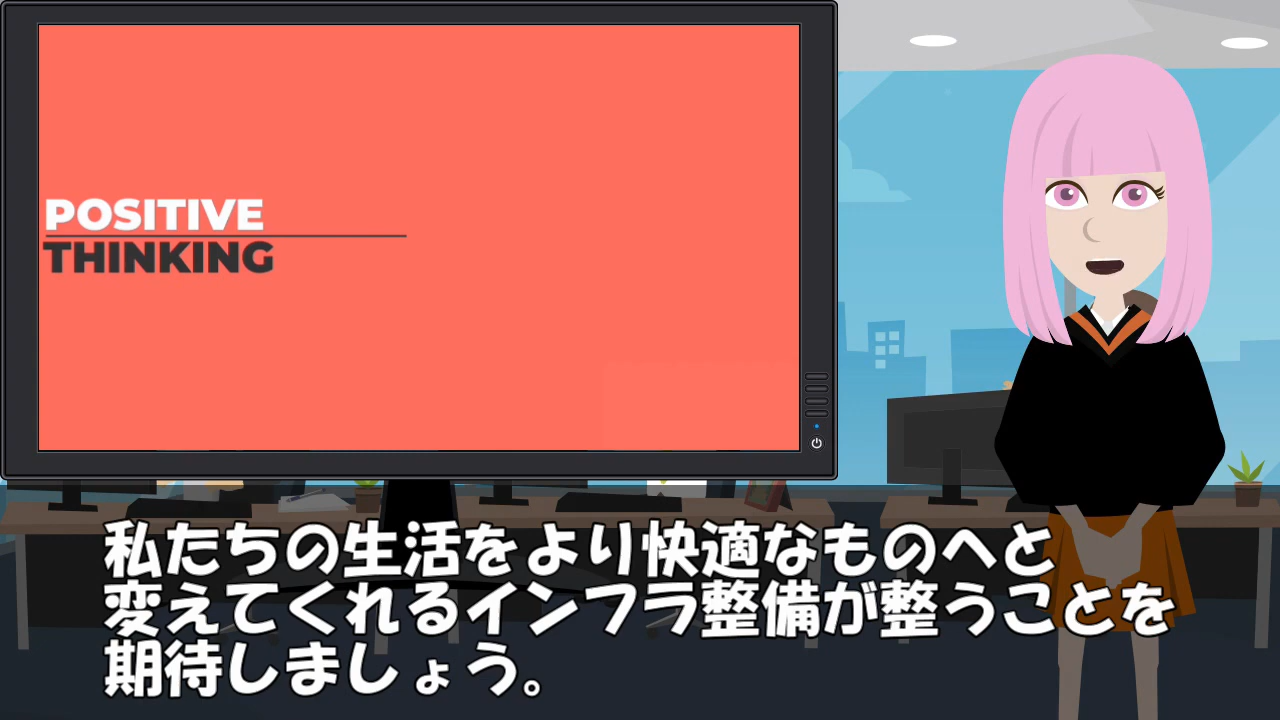 POSITIVE
THINKING
私たちの生活をより快適なものへと
変えてくれるインフラ整備が整うことを
期待しましょう。